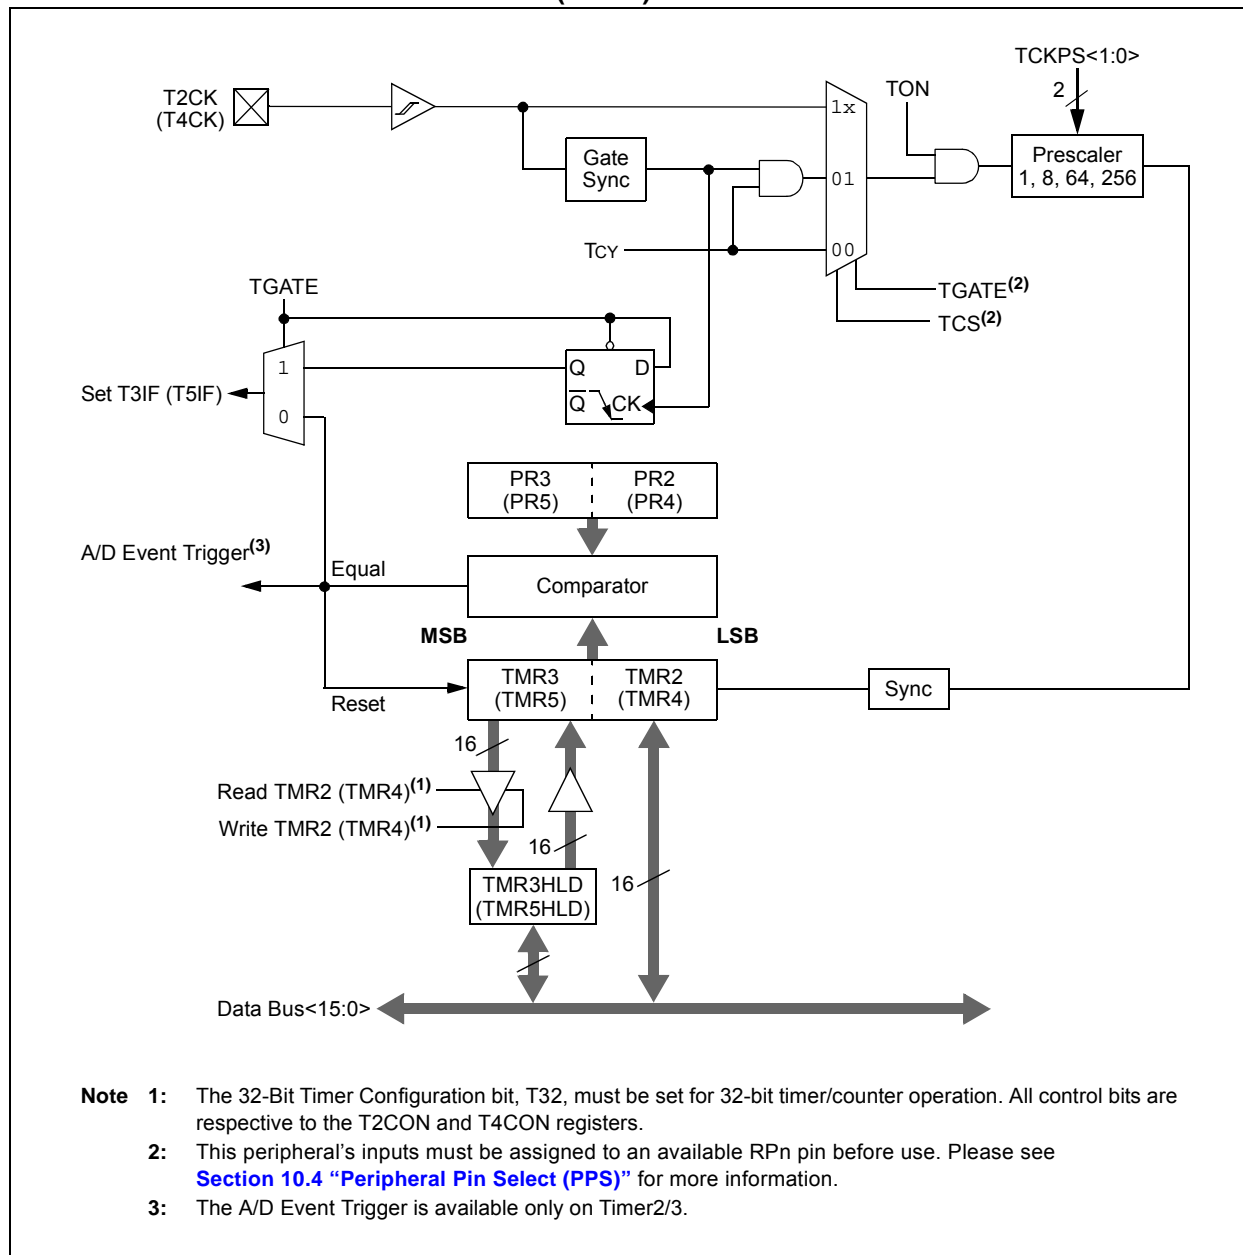 TCKPS<1:0>
2
TON
T2CK
(T4CK)
1x
Gate
Sync
Prescaler
1, 8, 64, 256
01
TCY
00
TGATE(2)
TCS(2)
TGATE
1
Q
D
Set T3IF (T5IF)
Q
CK
0
PR3
(PR5)
PR2
(PR4)
A/D Event Trigger(3)
Equal
Comparator
MSB
LSB
TMR3
(TMR5)
TMR2
(TMR4)
Sync
Reset
16
Read TMR2 (TMR4)(1)
Write TMR2 (TMR4)(1)
16
16
TMR3HLD
(TMR5HLD)
Data Bus<15:0>
Note 1: The 32-Bit Timer Configuration bit, T32, must be set for 32-bit timer/counter operation. All control bits are
respective to the T2CON and T4CON registers.
2: This peripheral's inputs must be assigned to an available RPn pin before use. Please see
Section 10.4 “Peripheral Pin Select (PPS)” for more information.
3: The A/D Event Trigger is available only on Timer2/3.